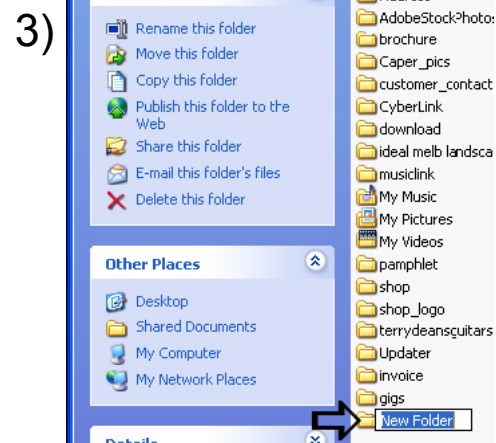 3)
Rename this folder
Move this folder
Copy this folder
Publish this folder to the
Web
Share this folder
E-mail this folder's files
Delete this folder
Other Places
Desktop
Shared Documents
My Computer
My Network Places
Details
AdobeStockPhotos
brochure
Caper_pics
customer_contact
CyberLink
download
ideal melb landsca
musiclink
My Music
My Pictures
My Videos
pamphlet
shop
shop_logo
terrydeansguitars
Updater
invoice
gigs
New Folder